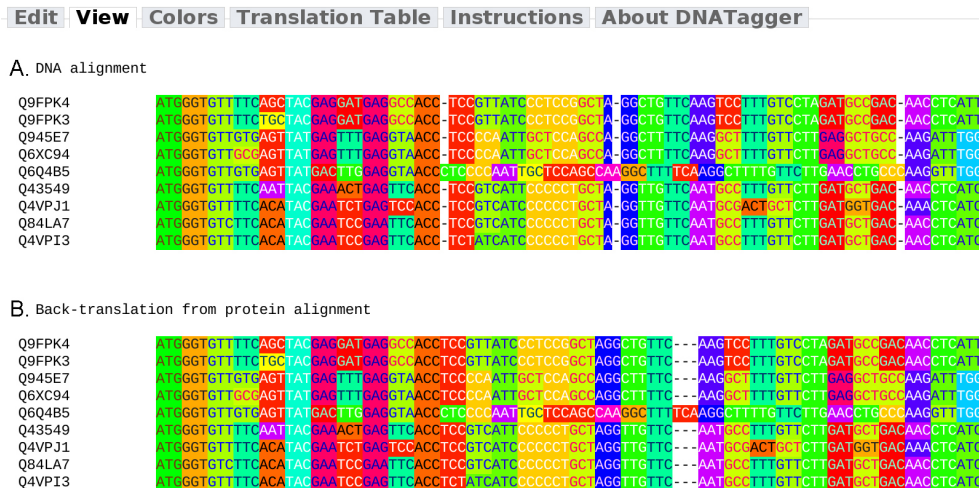 Edit View Colors Translation Table Instructions About DNATagger
A. DNA alignment
Q9FPK4 ATGGGTGTTTTCAGCTACGAGGATGAGGCCACC-TCCGTTATCCCTCCGGCTA-GGCTGTTCAAGTCCTTTGTCCTAGATGCCGAC-AACCTCATT
Q9FPK3 ATGGGTGTTTTCTGCTACGAGGATGAGGCCACC-TCCGTTATCCCTCCGGCTA-GGCTGTTCAAGTCCTTTGTCCTAGATGCCGAC-AACCTCATT
Q945E7 ATGGGTGTTGTGAGTTATGAGTTTGAGGTAACC-TCCCCAATTGCTCCAGCCA-GGCTTTTCAAGGCTTTTGTTCTTGAGGCTGCC-AAGATTTGG
Q6XC94 ATGGGTGTTGCGAGTTATGAGTTTGAGGTAACC-TCCCCAATTGCTCCAGCCA-GGCTTTTCAAGGCTTTTGTTCTTGAGGCTGCC-AAGATTTGG
Q6Q4B5 ATGGGTGTTGTGAGTTATGACTTGAGGTAACCCTCCCCAATTGCTCCAGCCAAGGCTTTTCAAGGCTTTTGTTCTTGAACCTGCCCAAGGTTTGG
Q43549 ATGGGTGTTTTCAATTACGAAACTGAGTTCACC-TCCGTCATTCCCCCTGCTA-GGTTGTTCAATGCCTTTGTTCTTGATGCTGAC-AACCTCATC
Q4VPJ1 ATGGGTGTTTTCACATACGAATCTGAGTCCACC-TCCGTCATCCCCCCTGCTA-GGTTGTTCAATGCGACTGCTCTTGATGGTGAC-AAACTCATC
Q84LA7 ATGGGTGTCTTCACATACGAATCCGAATTCACC-TCCGTCATCCCCCCTGCTA-GGTTGTTCAATGCCTTTGTTCTTGATGCTGAC-AACCTCATC
Q4VPI3 ATGGGTGTTTTCACATACGAATCCGAGTTCACC-TCTATCATCCCCCCTGCTA-GGTTGTTCAATGCCTTTGTTCTTGATGCTGAC-AACCTCATC
B. Back-translation from protein alignment
Q9FPK4 ATGGGTGTTTTCAGCTACGAGGATGAGGCCACCTCCGTTATCCCTCCGGCTAGGCTGTTC---AAGTCCTTTGTCCTAGATGCCGACAACCTCATT
Q9FPK3 ATGGGTGTTTTCTGCTACGAGGATGAGGCCACCTCCGTTATCCCTCCGGCTAGGCTGTTC---AAGTCCTTTGTCCTAGATGCCGACAACCTCATT
Q945E7 ATGGGTGTTGTGAGTTATGAGTTTGAGGTAACCTCCCCAATTGCTCCAGCCAGGCTTTTC---AAGGCTTTTGTTCTTGAGGCTGCCAAGATTTGG
Q6XC94 ATGGGTGTTGCGAGTTATGAGTTTGAGGTAACCTCCCCAATTGCTCCAGCCAGGCTTTTC---AAGGCTTTTGTTCTTGAGGCTGCCAAGATTTGG
Q6Q4B5 ATGGGTGTTGTGAGTTATGACTTGAGGTAACCCTCCCCAATTGCTCCAGCCAAGGCTTTTCAAGGCTTTTGTTCTTGAACCTGCCCAAGGTTTGG
Q43549 ATGGGTGTTTTCAATTACGAAACTGAGTTCACCTCCGTCATTCCCCCTGCTAGGTTGTTC---AATGCCTTTGTTCTTGATGCTGACAACCTCATC
Q4VPJ1 ATGGGTGTTTTCACATACGAATCTGAGTCCACCTCCGTCATCCCCCCTGCTAGGTTGTTC---AATGCGACTGCTCTTGATGGTGACAAACTCATC
Q84LA7 ATGGGTGTCTTCACATACGAATCCGAATTCACCTCCGTCATCCCCCCTGCTAGGTTGTTC---AATGCCTTTGTTCTTGATGCTGACAACCTCATC
Q4VPI3 ATGGGTGTTTTCACATACGAATCCGAGTTCACCTCTATCATCCCCCCTGCTAGGTTGTTC---AATGCCTTTGTTCTTGATGCTGACAACCTCATC